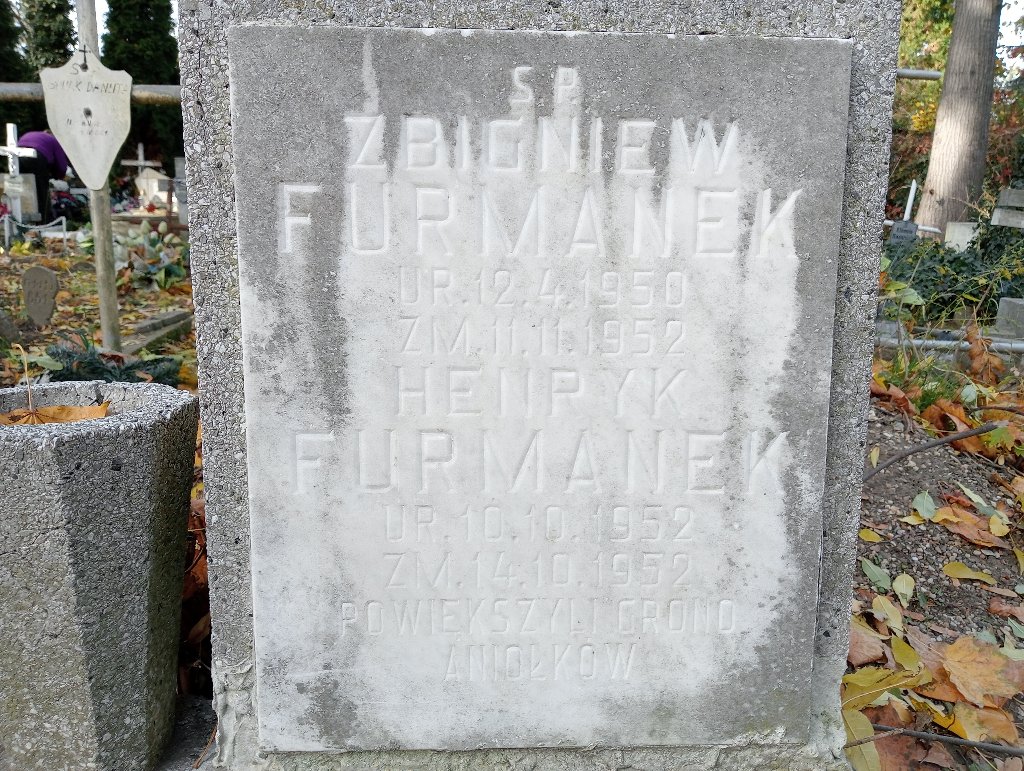 S.P.
ZBIGNIEW
FURMANEK
UR.12.4.1950
ZM.11.11.1952
HENRYK
FURMANEK
UR.10.10.1952
ZM.14.10.1952
POWIEKSZYLI GRONO
ANIOŁKOW